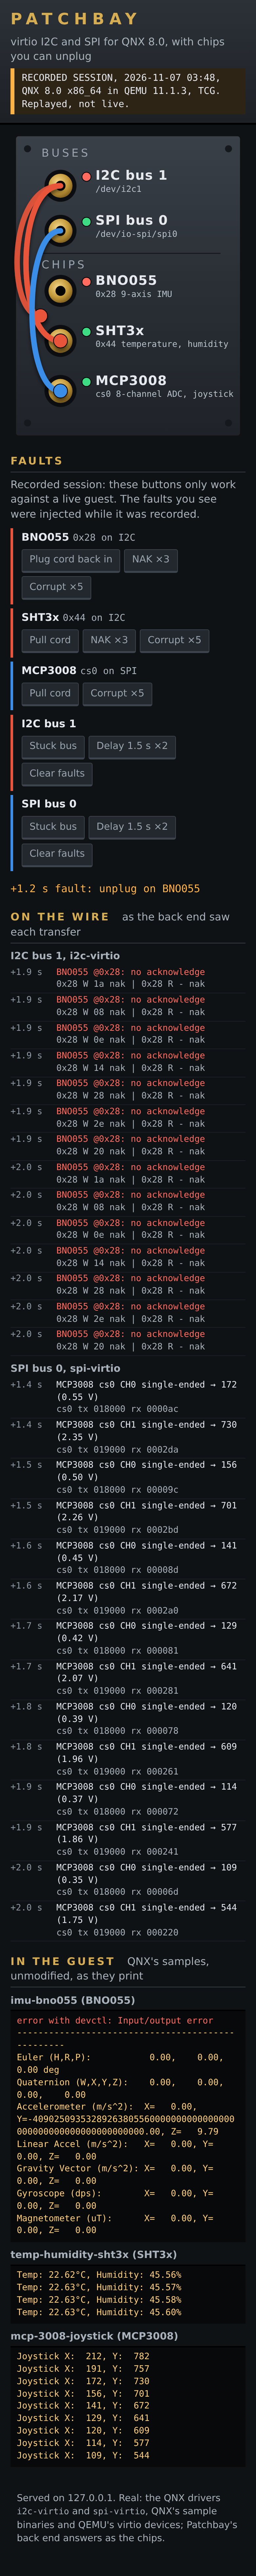 PATCHBAY
virtio I2C and SPI for QNX 8.0, with chips
you can unplug
RECORDED SESSION, 2026-11-07 03:48,
QNX 8.0 x86_64 in QEMU 11.1.3, TCG.
Replayed, not live.
BUSES
I2C bus 1
/dev/i2c1
SPI bus 0
/dev/io-spi/spi0
CHIPS
BNO055
0x28 9-axis IMU
SHT3x
0x44 temperature, humidity
MCP3008
cs0 8-channel ADC, joystick
FAULTS
Recorded session: these buttons only work
against a live guest. The faults you see
were injected while it was recorded.
BNO055 0x28 on I2C
Plug cord back in
NAK ×3
Corrupt ×5
SHT3x 0x44 on I2C
Pull cord
NAK ×3
Corrupt ×5
MCP3008 cs0 on SPI
Pull cord
Corrupt ×5
I2C bus 1
Stuck bus
Delay 1.5 s ×2
Clear faults
SPI bus 0
Stuck bus
Delay 1.5 s ×2
Clear faults
+1.2 s fault: unplug on BNO055
ON THE WIRE as the back end saw
each transfer
I2C bus 1, i2c-virtio
+1.9 s BNO055 @0x28: no acknowledge
0x28 W 1a nak | 0x28 R - nak
+1.9 s BNO055 @0x28: no acknowledge
0x28 W 08 nak | 0x28 R - nak
+1.9 s BNO055 @0x28: no acknowledge
0x28 W 0e nak | 0x28 R - nak
+1.9 s BNO055 @0x28: no acknowledge
0x28 W 14 nak | 0x28 R - nak
+1.9 s BNO055 @0x28: no acknowledge
0x28 W 28 nak | 0x28 R - nak
+1.9 s BNO055 @0x28: no acknowledge
0x28 W 2e nak | 0x28 R - nak
+1.9 s BNO055 @0x28: no acknowledge
0x28 W 20 nak | 0x28 R - nak
+2.0 s BNO055 @0x28: no acknowledge
0x28 W 1a nak | 0x28 R - nak
+2.0 s BNO055 @0x28: no acknowledge
0x28 W 08 nak | 0x28 R - nak
+2.0 s BNO055 @0x28: no acknowledge
0x28 W 0e nak | 0x28 R - nak
+2.0 s BNO055 @0x28: no acknowledge
0x28 W 14 nak | 0x28 R - nak
+2.0 s BNO055 @0x28: no acknowledge
0x28 W 28 nak | 0x28 R - nak
+2.0 s BNO055 @0x28: no acknowledge
0x28 W 2e nak | 0x28 R - nak
+2.0 s BNO055 @0x28: no acknowledge
0x28 W 20 nak | 0x28 R - nak
SPI bus 0, spi-virtio
+1.4 s MCP3008 cs0 CH0 single-ended → 172
(0.55 V)
cs0 tx 018000 rx 0000ac
+1.4 s MCP3008 cs0 CH1 single-ended → 730
(2.35 V)
cs0 tx 019000 rx 0002da
+1.5 s MCP3008 cs0 CH0 single-ended → 156
(0.50 V)
cs0 tx 018000 rx 00009c
+1.5 s MCP3008 cs0 CH1 single-ended → 701
(2.26 V)
cs0 tx 019000 rx 0002bd
+1.6 s MCP3008 cs0 CH0 single-ended → 141
(0.45 V)
cs0 tx 018000 rx 00008d
+1.6 s MCP3008 cs0 CH1 single-ended → 672
(2.17 V)
cs0 tx 019000 rx 0002a0
+1.7 s MCP3008 cs0 CH0 single-ended → 129
(0.42 V)
cs0 tx 018000 rx 000081
+1.7 s MCP3008 cs0 CH1 single-ended → 641
(2.07 V)
cs0 tx 019000 rx 000281
+1.8 s MCP3008 cs0 CH0 single-ended → 120
(0.39 V)
cs0 tx 018000 rx 000078
+1.8 s MCP3008 cs0 CH1 single-ended → 609
(1.96 V)
cs0 tx 019000 rx 000261
+1.9 s MCP3008 cs0 CH0 single-ended → 114
(0.37 V)
cs0 tx 018000 rx 000072
+1.9 s MCP3008 cs0 CH1 single-ended → 577
(1.86 V)
cs0 tx 019000 rx 000241
+2.0 s MCP3008 cs0 CH0 single-ended → 109
(0.35 V)
cs0 tx 018000 rx 00006d
+2.0 s MCP3008 cs0 CH1 single-ended → 544
(1.75 V)
cs0 tx 019000 rx 000220
IN THE GUEST QNX's samples,
unmodified, as they print
imu-bno055 (BNO055)
error with devctl: Input/output error
-----------------------------------------
---------
Euler (H,R,P): 0.00, 0.00,
0.00 deg
Quaternion (W,X,Y,Z): 0.00, 0.00,
0.00, 0.00
Accelerometer (m/s^2): X= 0.00,
Y=-40902509353289263805560000000000000000
0000000000000000000000.00, Z= 9.79
Linear Accel (m/s^2): X= 0.00, Y=
0.00, Z= 0.00
Gravity Vector (m/s^2): X= 0.00, Y=
0.00, Z= 0.00
Gyroscope (dps): X= 0.00, Y=
0.00, Z= 0.00
Magnetometer (uT): X= 0.00, Y=
0.00, Z= 0.00
temp-humidity-sht3x (SHT3x)
Temp: 22.62°C, Humidity: 45.56%
Temp: 22.63°C, Humidity: 45.57%
Temp: 22.63°C, Humidity: 45.58%
Temp: 22.63°C, Humidity: 45.60%
mcp-3008-joystick (MCP3008)
Joystick X: 212, Y: 782
Joystick X: 191, Y: 757
Joystick X: 172, Y: 730
Joystick X: 156, Y: 701
Joystick X: 141, Y: 672
Joystick X: 129, Y: 641
Joystick X: 120, Y: 609
Joystick X: 114, Y: 577
Joystick X: 109, Y: 544
Served on 127.0.0.1. Real: the QNX drivers
i2c-virtio and spi-virtio, QNX's sample
binaries and QEMU's virtio devices; Patchbay's
back end answers as the chips.